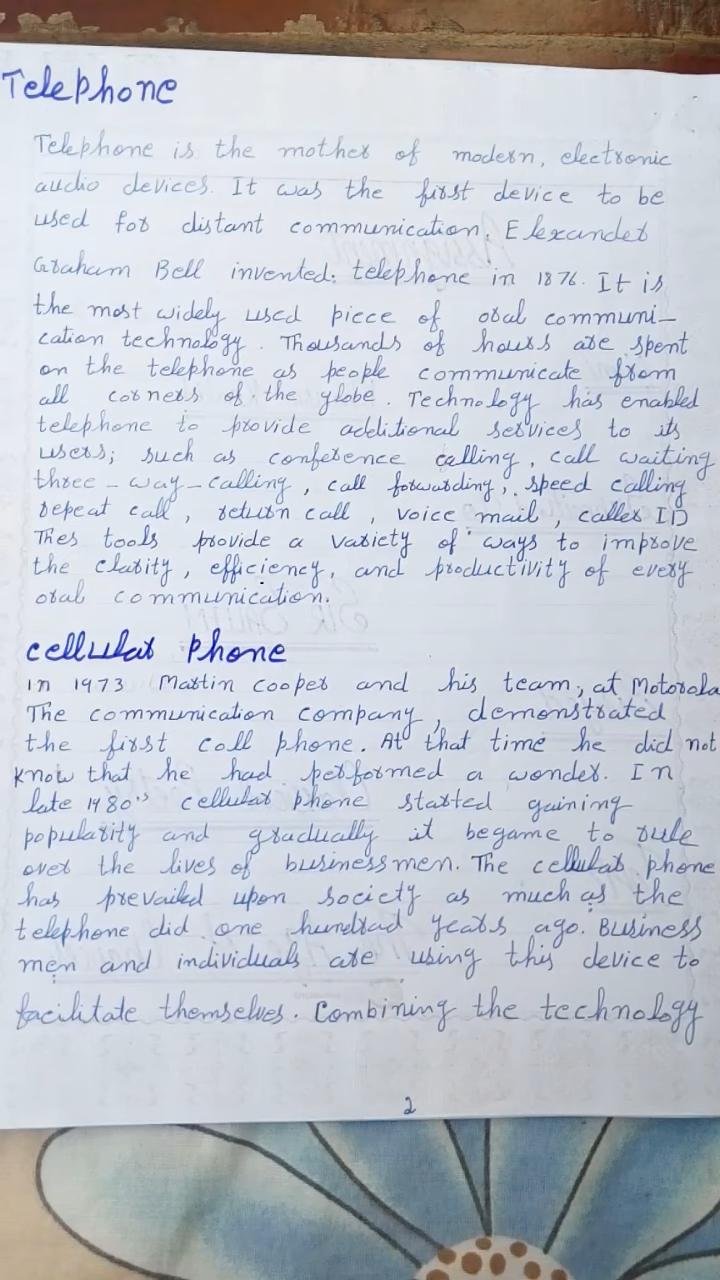 Telephone
Telephone is the mother of modern, electronic
audio devices. It was the first device to be
used for distant communication. Elexander
Graham Bell invented telephone in 1876. It is
the most widely used piece of oral communi-
cation technology. Thousands of hours are spent
on the telephone as people communicate from
all corners of the globe. Technology has enabled
telephone to provide additional services to its
users; such as conference calling, call waiting
three-way-calling, call forwarding, speed calling
repeat call, return call, voice mail, caller ID
Thes tools provide a variety of ways to improve
the clarity, efficiency, and productivity of every
oral communication.
cellular phone
In 1973 Martin cooper and his team, at Motorola
The communication company, demonstrated
the first coll phone. At that time he did not
know that he had performed a wonder. In
late 1980's cellular phone started gaining
popularity and gradually it begame to rule
over the lives of businessmen. The cellular phone
has prevailed upon society as much as the
telephone did one hundrad years ago. Business
men and individuals are using this device to
facilitate themselves. Combining the technology
2